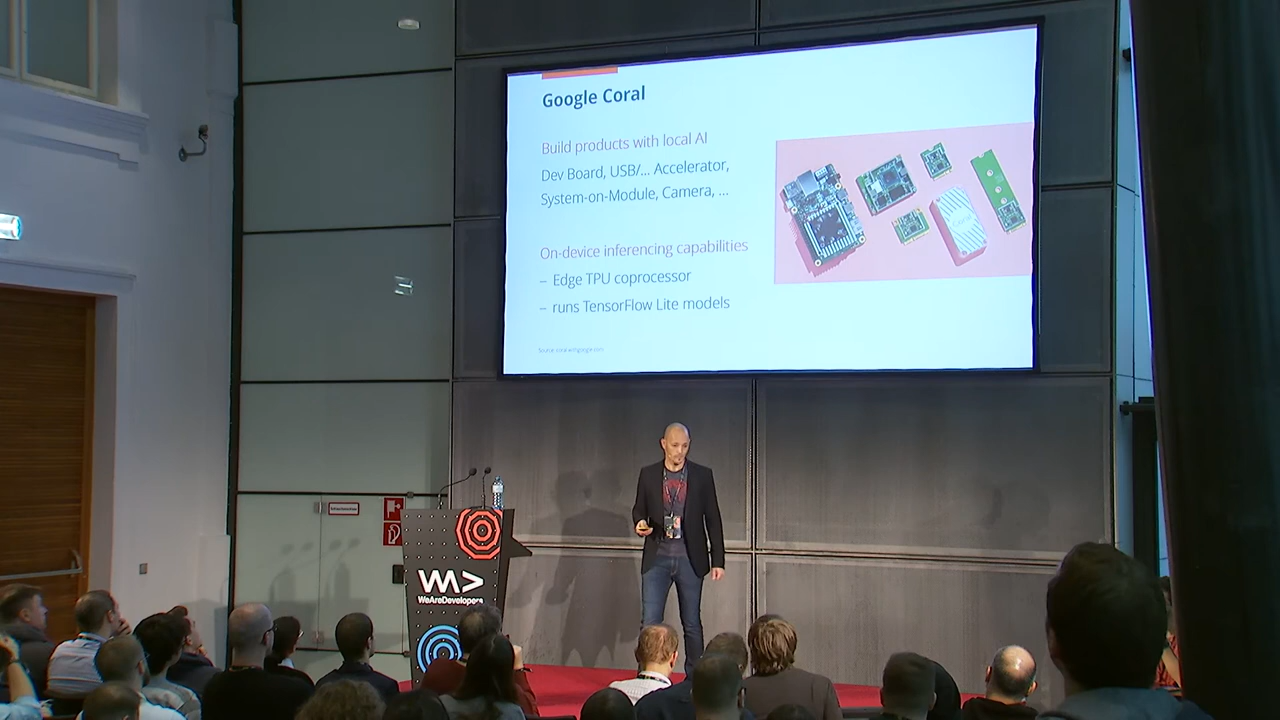 Google Coral
Build products with local AI
Dev Board, USB/... Accelerator,
System-on-Module, Camera, ...
On-device inferencing capabilities
– Edge TPU coprocessor
– runs TensorFlow Lite models
Coral
WeAreDevelopers